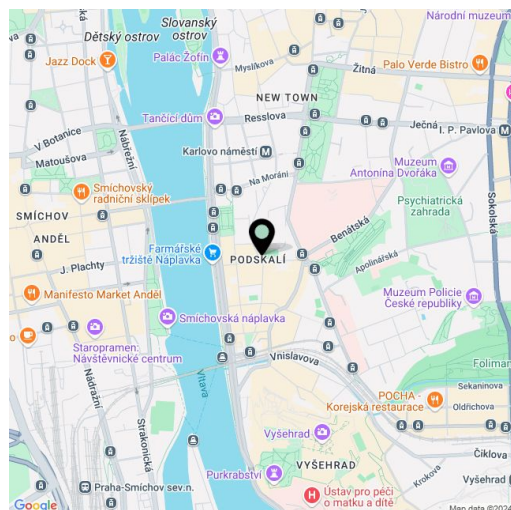 Slovanský
ostrov
Národní muzeum
Dětský ostrov
Jazz Dock
Palác Žofín
Myslíkova
Žitná
Palo Verde Bistro
NEW TOWN
Tančící dům
Resslova
Ječná
I. P. Pavlova
V Botanice
Nábřežní
Matoušova
Karlovo náměstí
Na Moráni
Muzeum
Antonína Dvořáka
Smíchovský
radniční sklípek
Psychiatrická
zahrada
Sokolská
SMÍCHOV
ANDĚL
Benátská
Farmářské
tržiště Náplavka
PODSKALÍ
Apolinářská
J. Plachty
Manifesto Market Anděl
Muzeum Policie
České republiky
Smíchovská náplavka
Staropramen:
Návštěvnické centrum
Vnislavova
Vltava
Nádražní
Strakonická
Sekaninova
POCHA -
Korejská restaurace
Oldřichova
Vyšehrad
Čiklova
VYŠEHRAD
Krokova
Vyšehrad
Purkrabství
Praha-Smíchov sev.n.
Ústav pro péči
o matku a dítě
Google
Map data ©2024